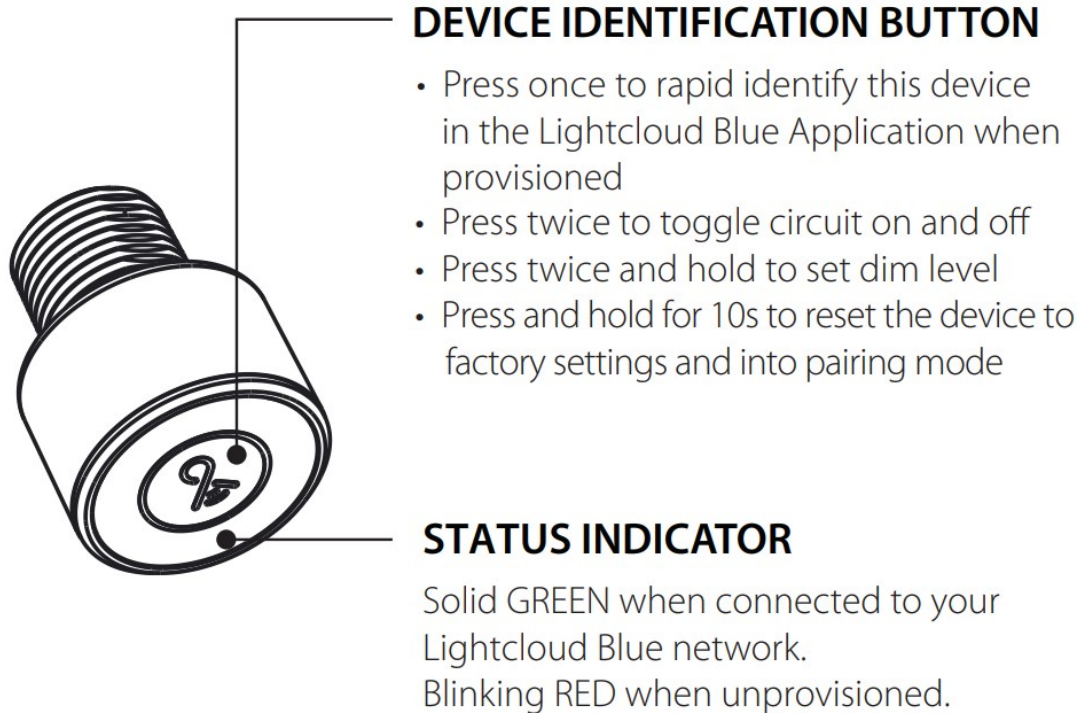 DEVICE IDENTIFICATION BUTTON
• Press once to rapid identify this device
in the Lightcloud Blue Application when
provisioned
• Press twice to toggle circuit on and off
• Press twice and hold to set dim level
• Press and hold for 10s to reset the device to
factory settings and into pairing mode
STATUS INDICATOR
Solid GREEN when connected to your
Lightcloud Blue network.
Blinking RED when unprovisioned.